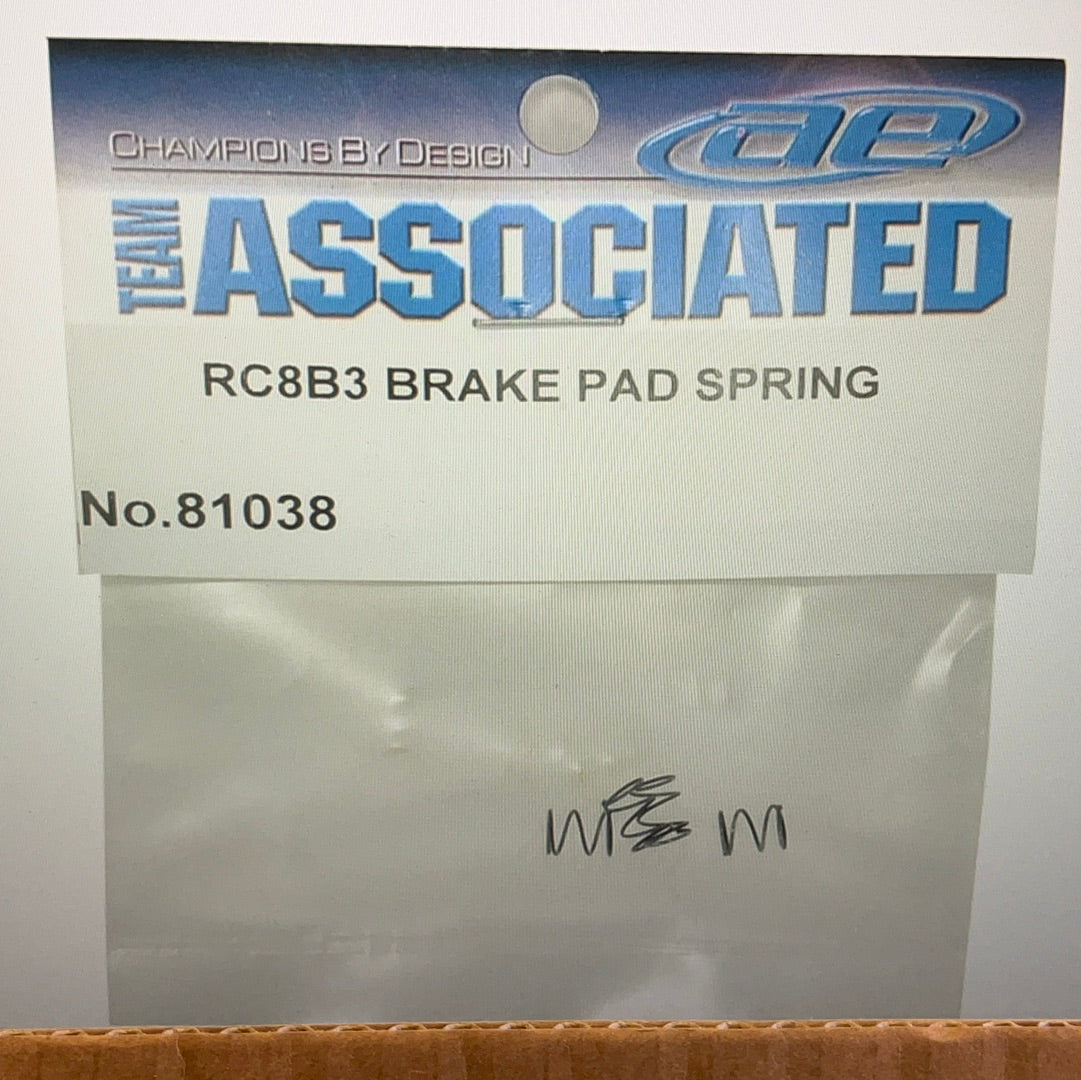 CHAMPIONS BY DESIGN
ae
TEAM ASSOCIATED
RC8B3 BRAKE PAD SPRING
No.81038